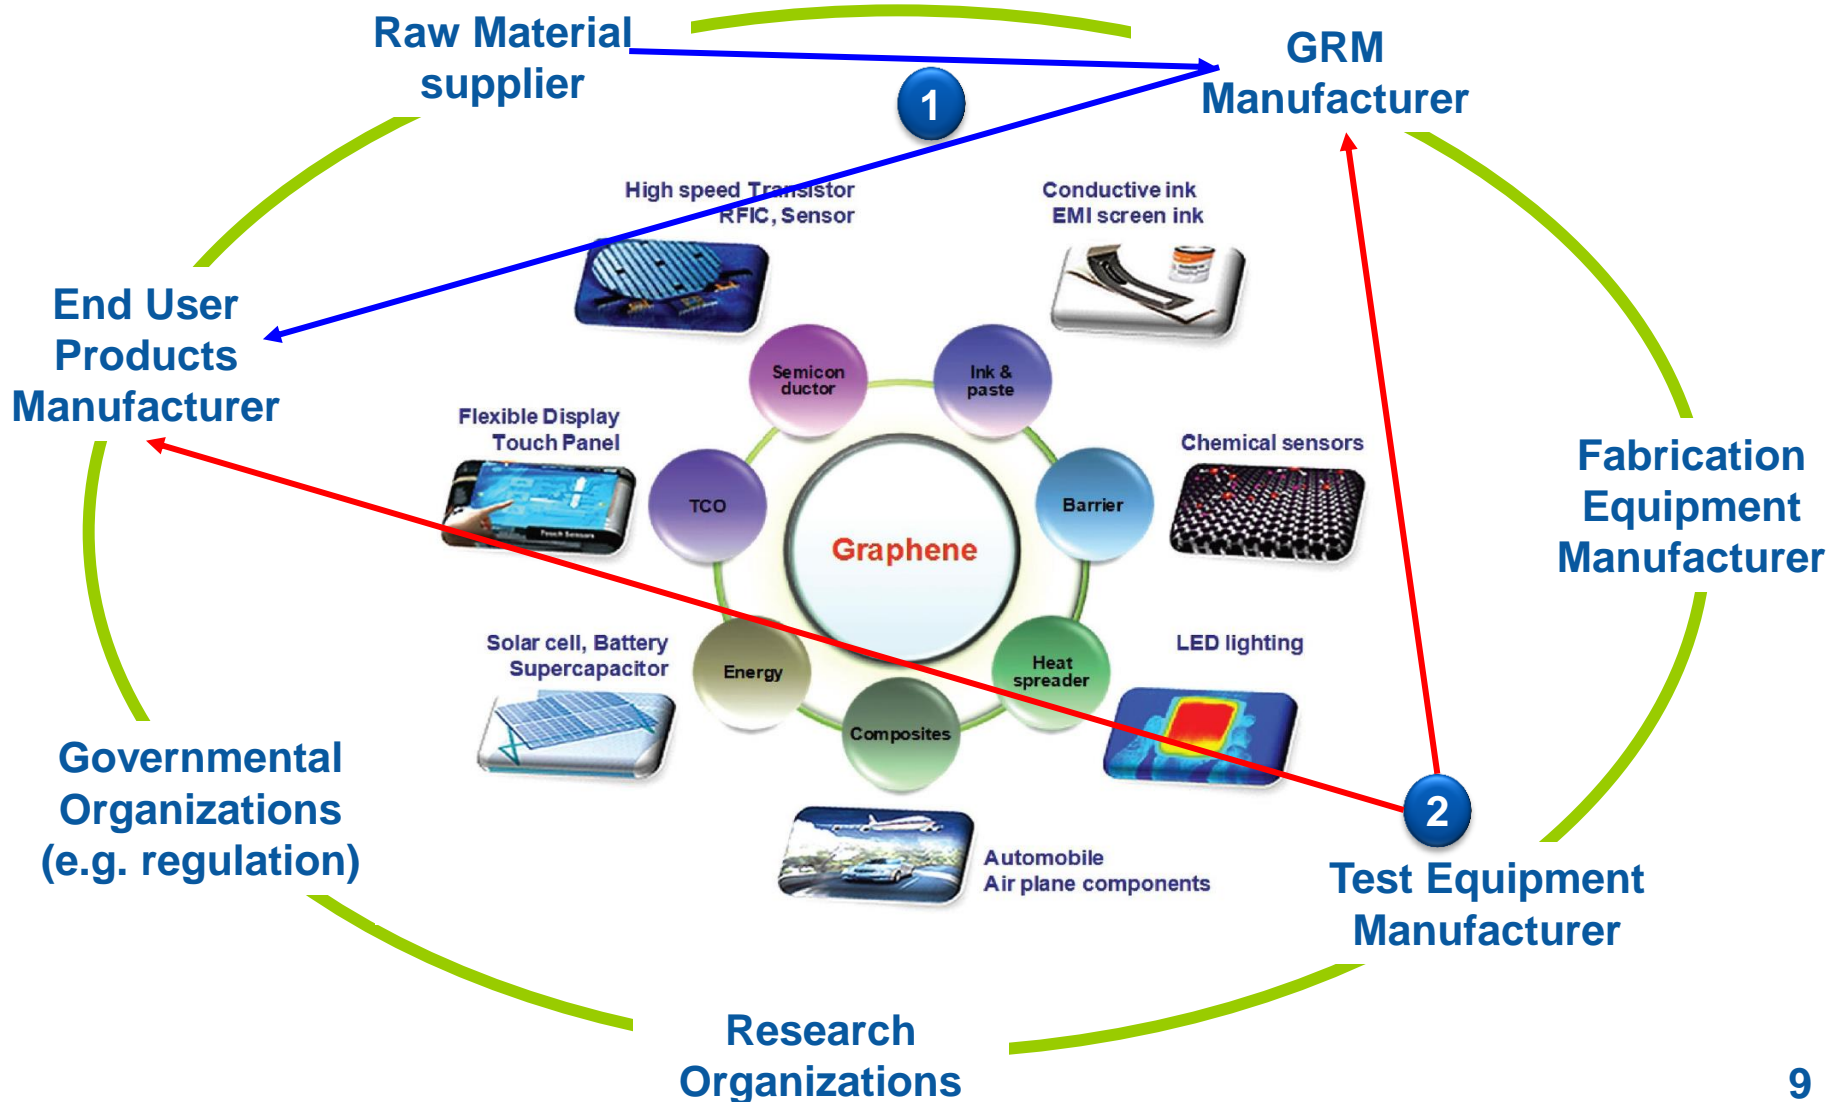 Raw Material
supplier
GRM
Manufacturer
1
High speed Transistor
RFIC, Sensor
Conductive ink
EMI screen ink
End User
Products
Manufacturer
Semicon
ductor
Ink &
paste
Flexible Display
Touch Panel
Chemical sensors
Fabrication
Equipment
Manufacturer
TCO
Barrier
Touch Sensors
Graphene
Solar cell, Battery
Supercapacitor
Energy
Heat
spreader
LED lighting
Composites
Governmental
Organizations
(e.g. regulation)
2
Automobile
Air plane components
Test Equipment
Manufacturer
Research
Organizations
9